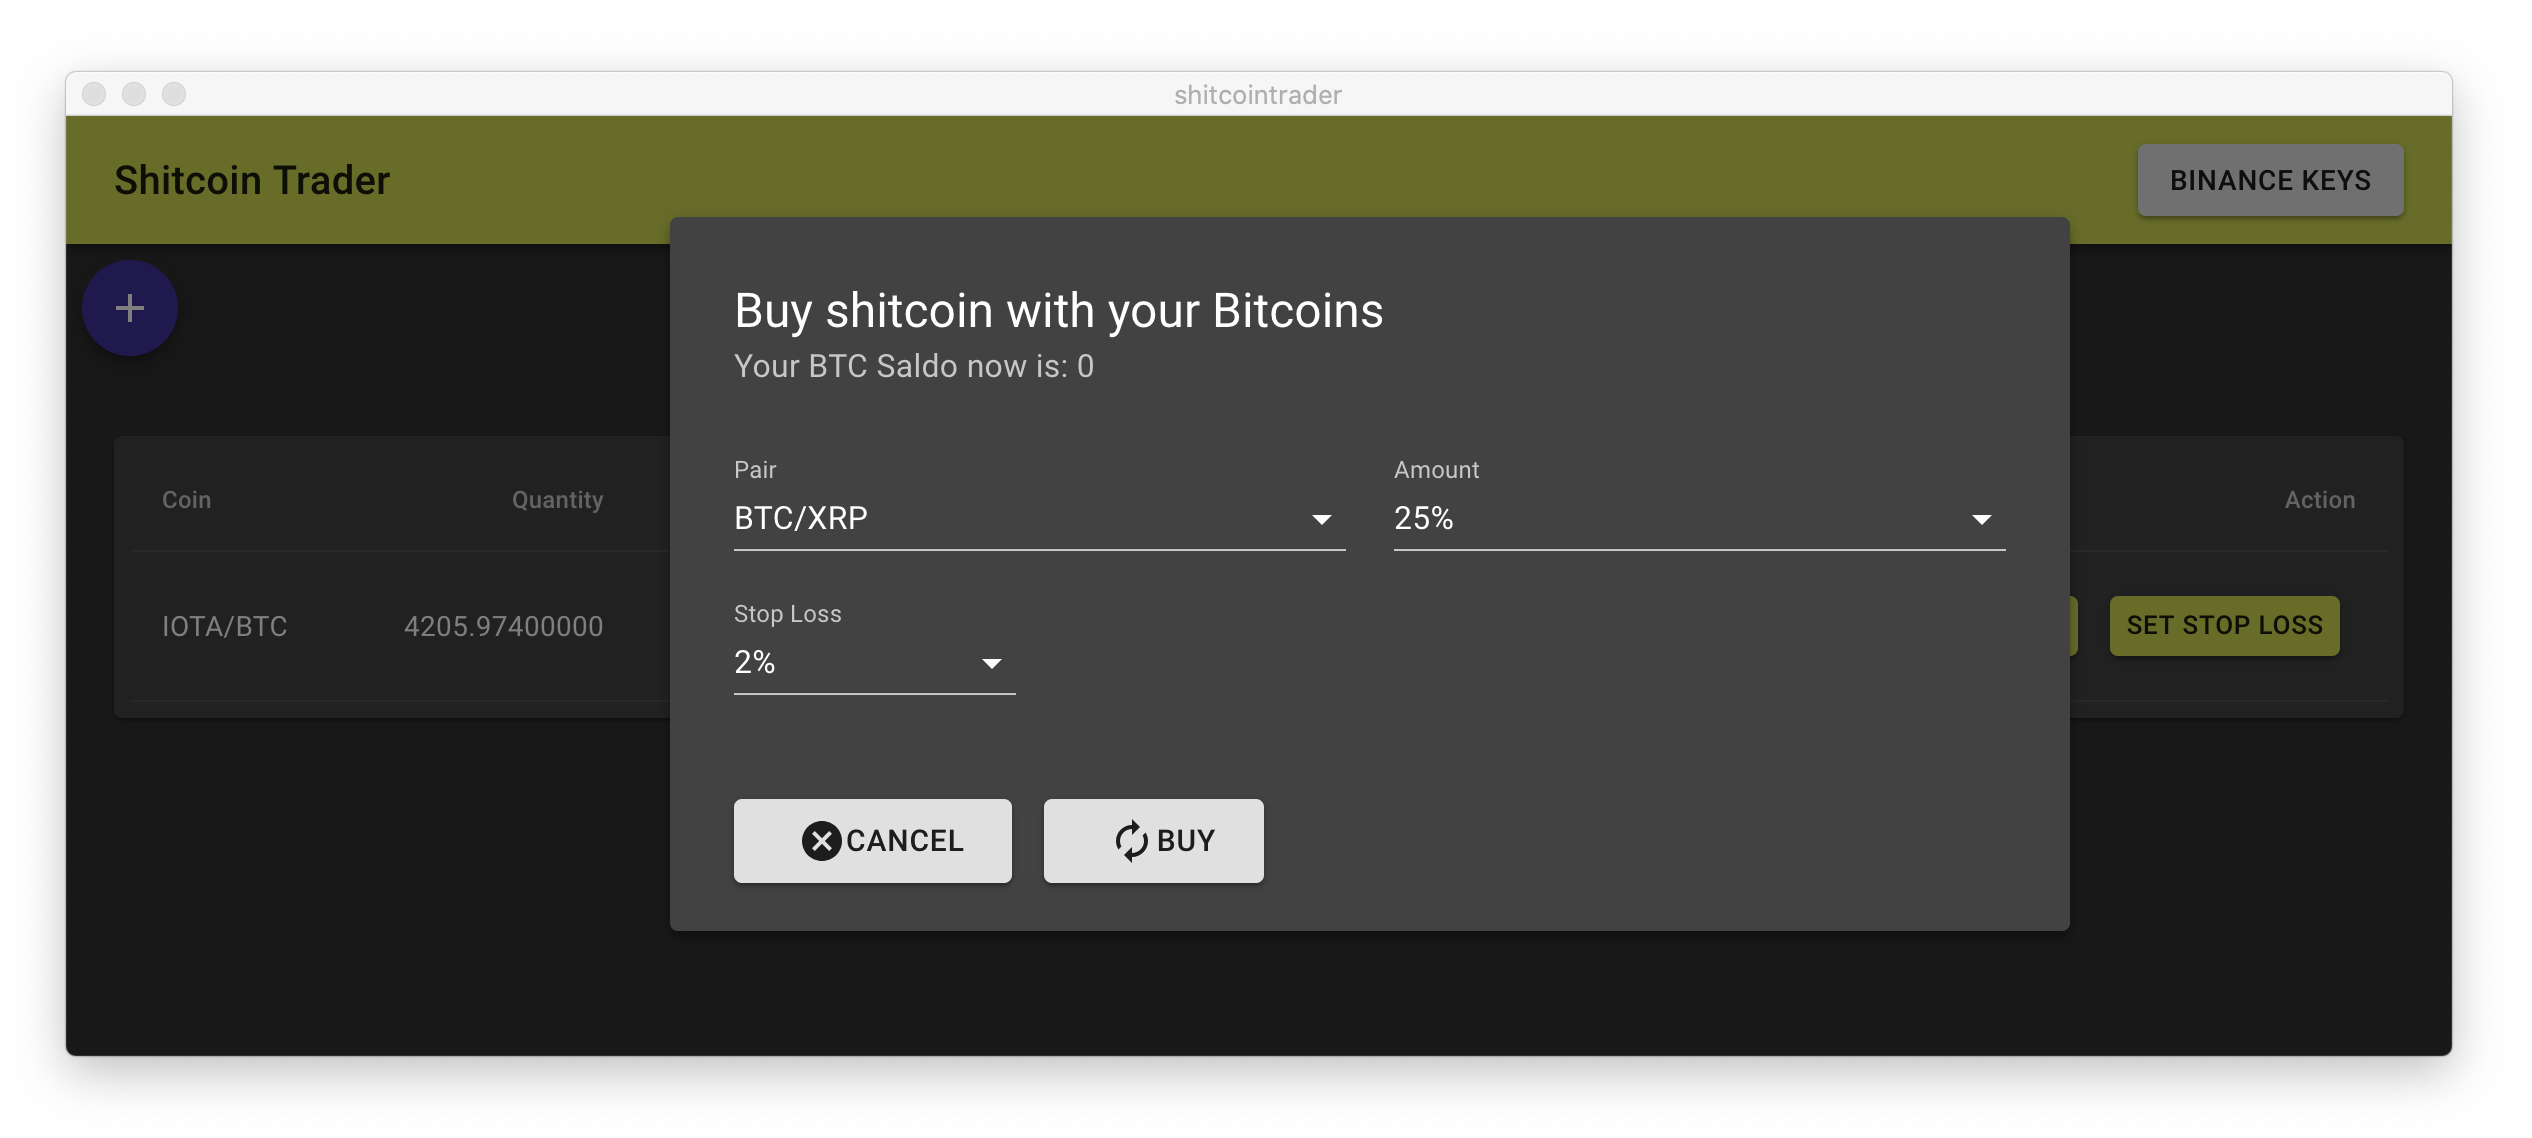 shitcointrader
Shitcoin Trader
BINANCE KEYS
Buy shitcoin with your Bitcoins
Your BTC Saldo now is: 0
Pair
Amount
BTC/XRP
25%
Stop Loss
2%
CANCEL
BUY
Coin
Quantity
Action
IOTA/BTC
4205.97400000
SET STOP LOSS